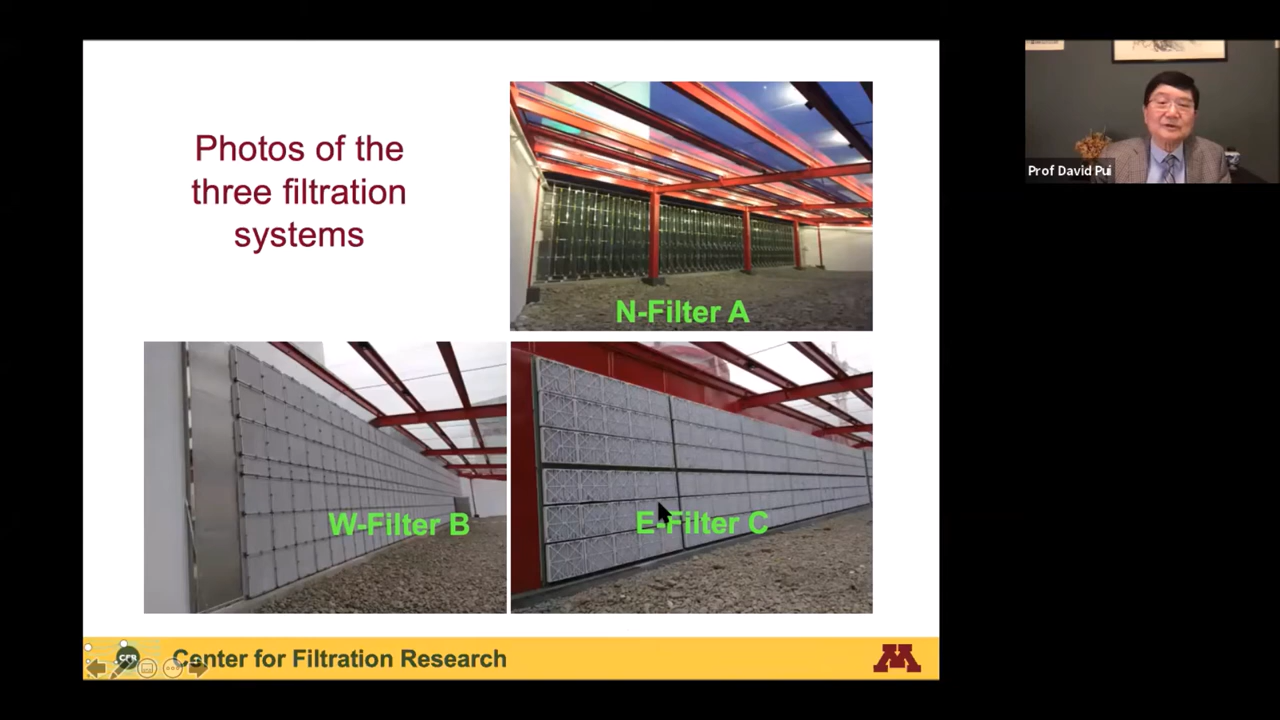 Photos of the
three filtration
systems
N-Filter A
W-Filter B
E-Filter C
Center for Filtration Research
M
Prof David Pui